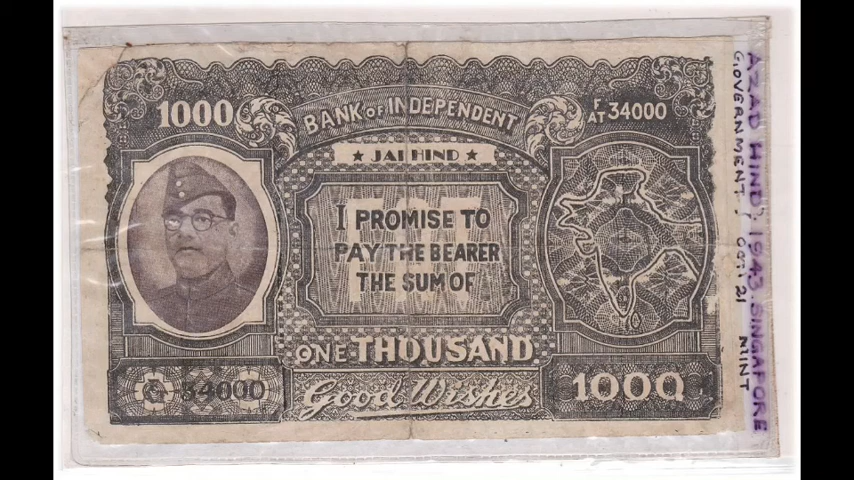 1000
BANK OF INDEPENDENT
F/AT 34000
★ JAI HIND ★
I PROMISE TO
PAY THE BEARER
THE SUM OF
ONE THOUSAND
34000
Good Wishes
1000
AZAD HIND, 1943. SINGAPORE
GOVERNMENT, OCT. 21 MINT